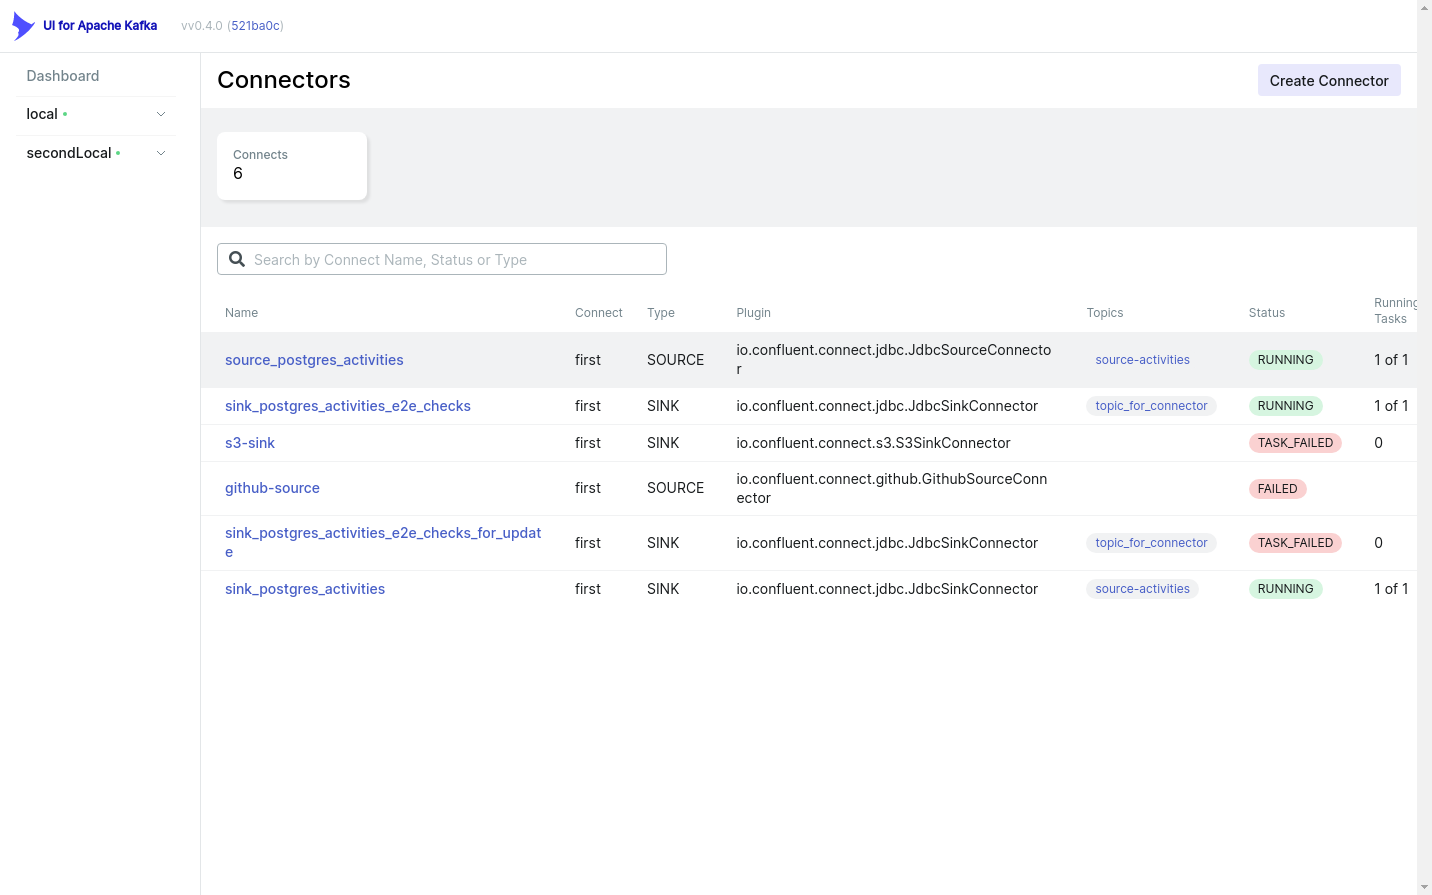 UI for Apache Kafka vv0.4.0 (521ba0c)
Dashboard
local
secondLocal
Connectors
Create Connector
Connects
6
Search by Connect Name, Status or Type
Name Connect Type Plugin Topics Status Running
Tasks
source_postgres_activities first SOURCE io.confluent.connect.jdbc.JdbcSourceConnecto
r source-activities RUNNING 1 of 1
sink_postgres_activities_e2e_checks first SINK io.confluent.connect.jdbc.JdbcSinkConnector topic_for_connector RUNNING 1 of 1
s3-sink first SINK io.confluent.connect.s3.S3SinkConnector TASK_FAILED 0
github-source first SOURCE io.confluent.connect.github.GithubSourceConn
ector FAILED
sink_postgres_activities_e2e_checks_for_updat
e first SINK io.confluent.connect.jdbc.JdbcSinkConnector topic_for_connector TASK_FAILED 0
sink_postgres_activities first SINK io.confluent.connect.jdbc.JdbcSinkConnector source-activities RUNNING 1 of 1